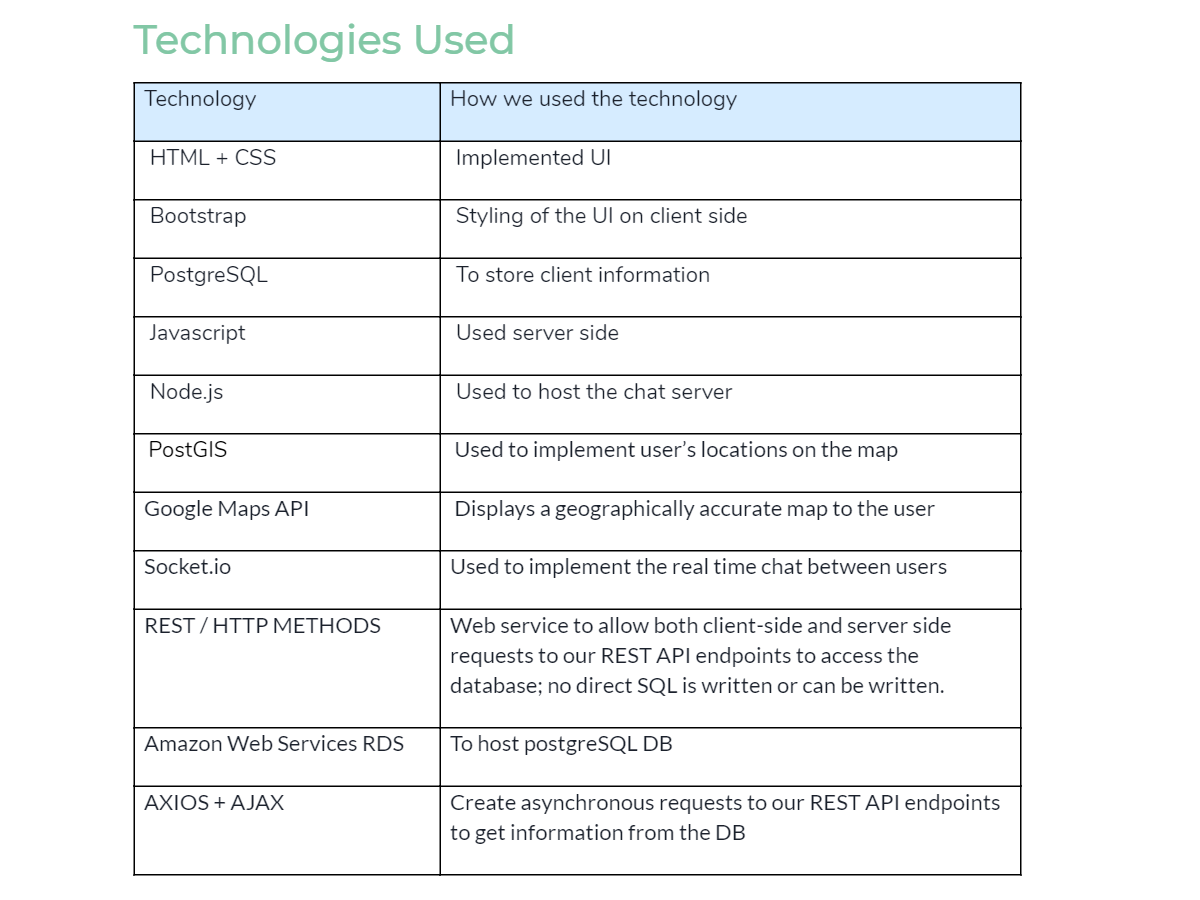 Technologies Used
Technology
How we used the technology
HTML + CSS
Implemented UI
Bootstrap
Styling of the UI on client side
PostgreSQL
To store client information
Javascript
Used server side
Node.js
Used to host the chat server
PostGIS
Used to implement user’s locations on the map
Google Maps API
Displays a geographically accurate map to the user
Socket.io
Used to implement the real time chat between users
REST / HTTP METHODS
Web service to allow both client-side and server side
requests to our REST API endpoints to access the
database; no direct SQL is written or can be written.
Amazon Web Services RDS
To host postgreSQL DB
AXIOS + AJAX
Create asynchronous requests to our REST API endpoints
to get information from the DB